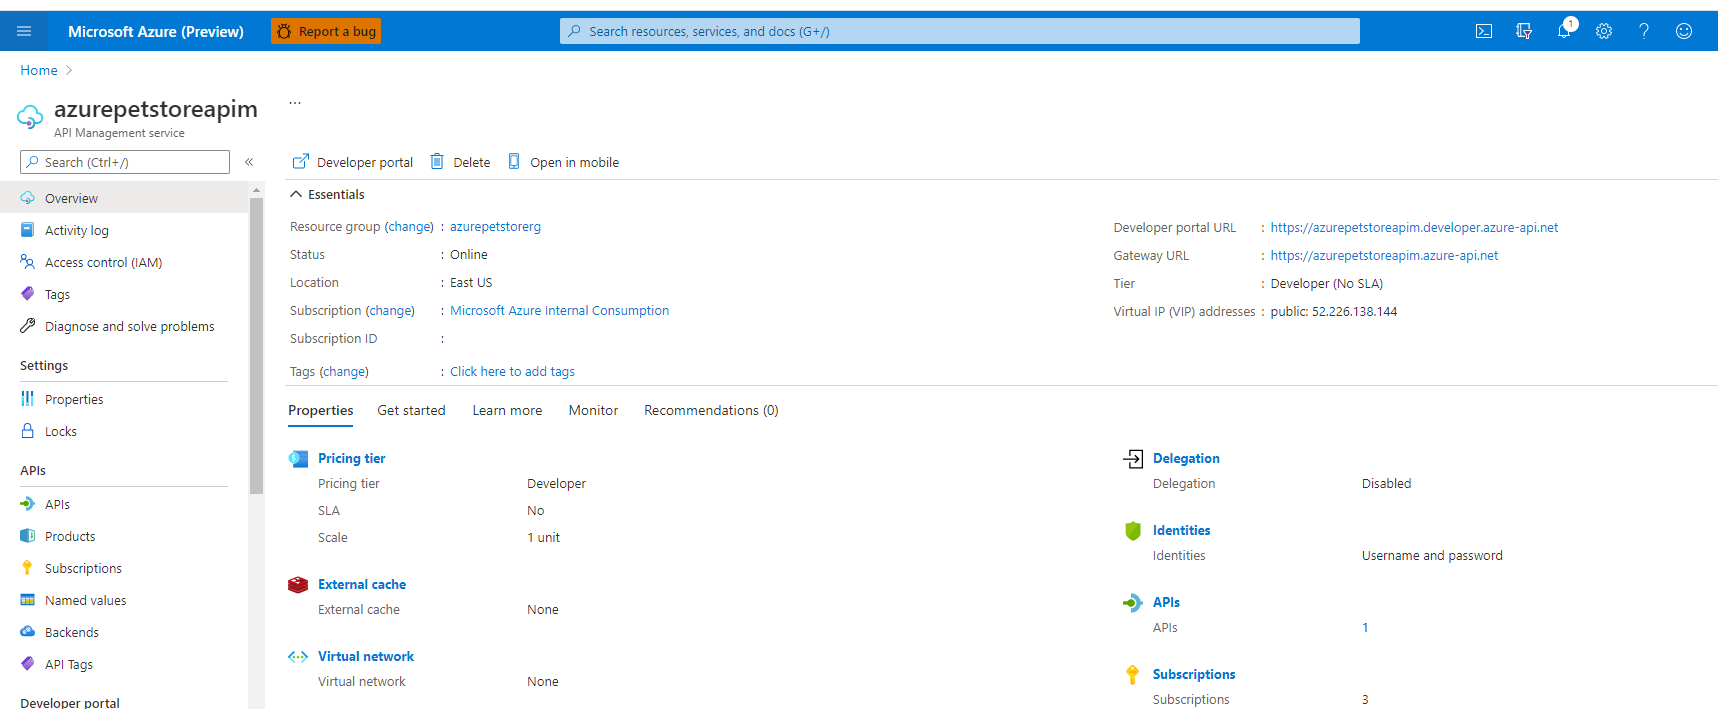 Microsoft Azure (Preview)
Report a bug
Search resources, services, and docs (G+/)
1
Home
azurepetstoreapim
...
API Management service
Search (Ctrl+/)
«
Developer portal
Delete
Open in mobile
Overview
Activity log
Access control (IAM)
Tags
Diagnose and solve problems
Settings
Properties
Locks
APIs
APIs
Products
Subscriptions
Named values
Backends
API Tags
Developer portal
Essentials
Resource group (change) : azurepetstorerg
Status : Online
Location : East US
Subscription (change) : Microsoft Azure Internal Consumption
Subscription ID :
Tags (change) : Click here to add tags
Developer portal URL : https://azurepetstoreapim.developer.azure-api.net
Gateway URL : https://azurepetstoreapim.azure-api.net
Tier : Developer (No SLA)
Virtual IP (VIP) addresses : public: 52.226.138.144
Properties Get started Learn more Monitor Recommendations (0)
Pricing tier
Pricing tier Developer
SLA No
Scale 1 unit
External cache
External cache None
Virtual network
Virtual network None
Delegation
Delegation Disabled
Identities
Identities Username and password
APIs
APIs 1
Subscriptions
Subscriptions 3